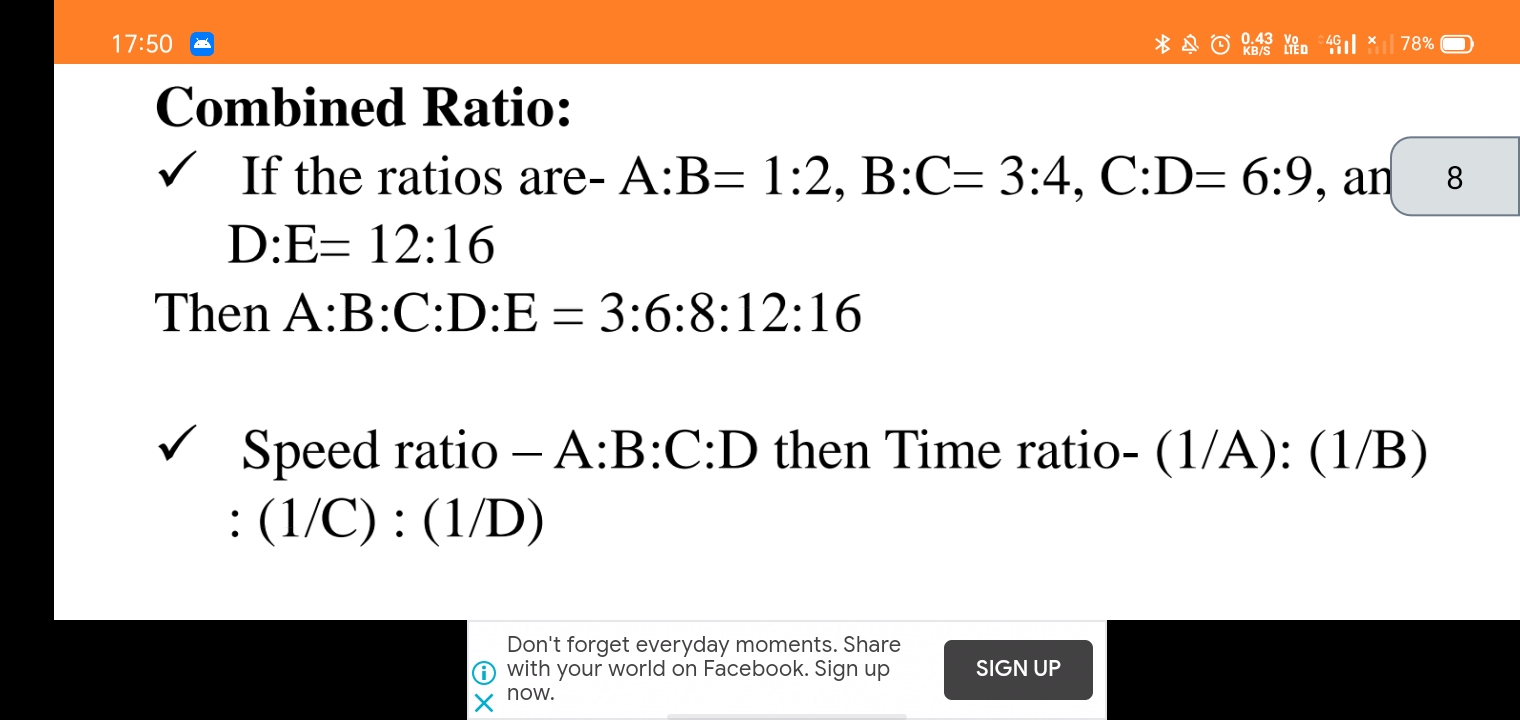 17:50 0.43 KB/S Vo LTE 4G 78%
Combined Ratio:
✓ If the ratios are- A:B= 1:2, B:C= 3:4, C:D= 6:9, an
8
D:E= 12:16
Then A:B:C:D:E = 3:6:8:12:16
✓ Speed ratio – A:B:C:D then Time ratio- (1/A): (1/B)
: (1/C) : (1/D)
Don't forget everyday moments. Share
with your world on Facebook. Sign up
now.
SIGN UP